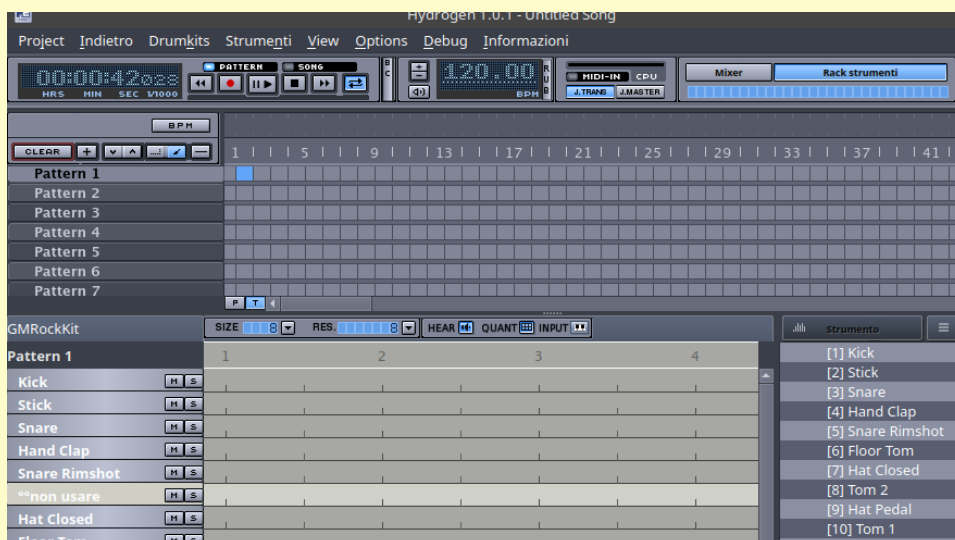 Hydrogen 1.0.1 - Untitled Song
Project Indietro Drumkits Strumenti View Options Debug Informazioni
00:00:42028
HRS MIN SEC 1/1000
PATTERN SONG
B C
120.00
BPM
R U B
MIDI-IN CPU
J.TRANS J.MASTER
Mixer Rack strumenti
BPM
CLEAR
1 5 9 13 17 21 25 29 33 37 41
Pattern 1
Pattern 2
Pattern 3
Pattern 4
Pattern 5
Pattern 6
Pattern 7
P T
GMRockKit
SIZE 8 RES. 8 HEAR QUANT INPUT
Strumento
Pattern 1
1 2 3 4
Kick M S
Stick M S
Snare M S
Hand Clap M S
Snare Rimshot M S
°°non usare M S
Hat Closed M S
Floor Tom M S
[1] Kick
[2] Stick
[3] Snare
[4] Hand Clap
[5] Snare Rimshot
[6] Floor Tom
[7] Hat Closed
[8] Tom 2
[9] Hat Pedal
[10] Tom 1